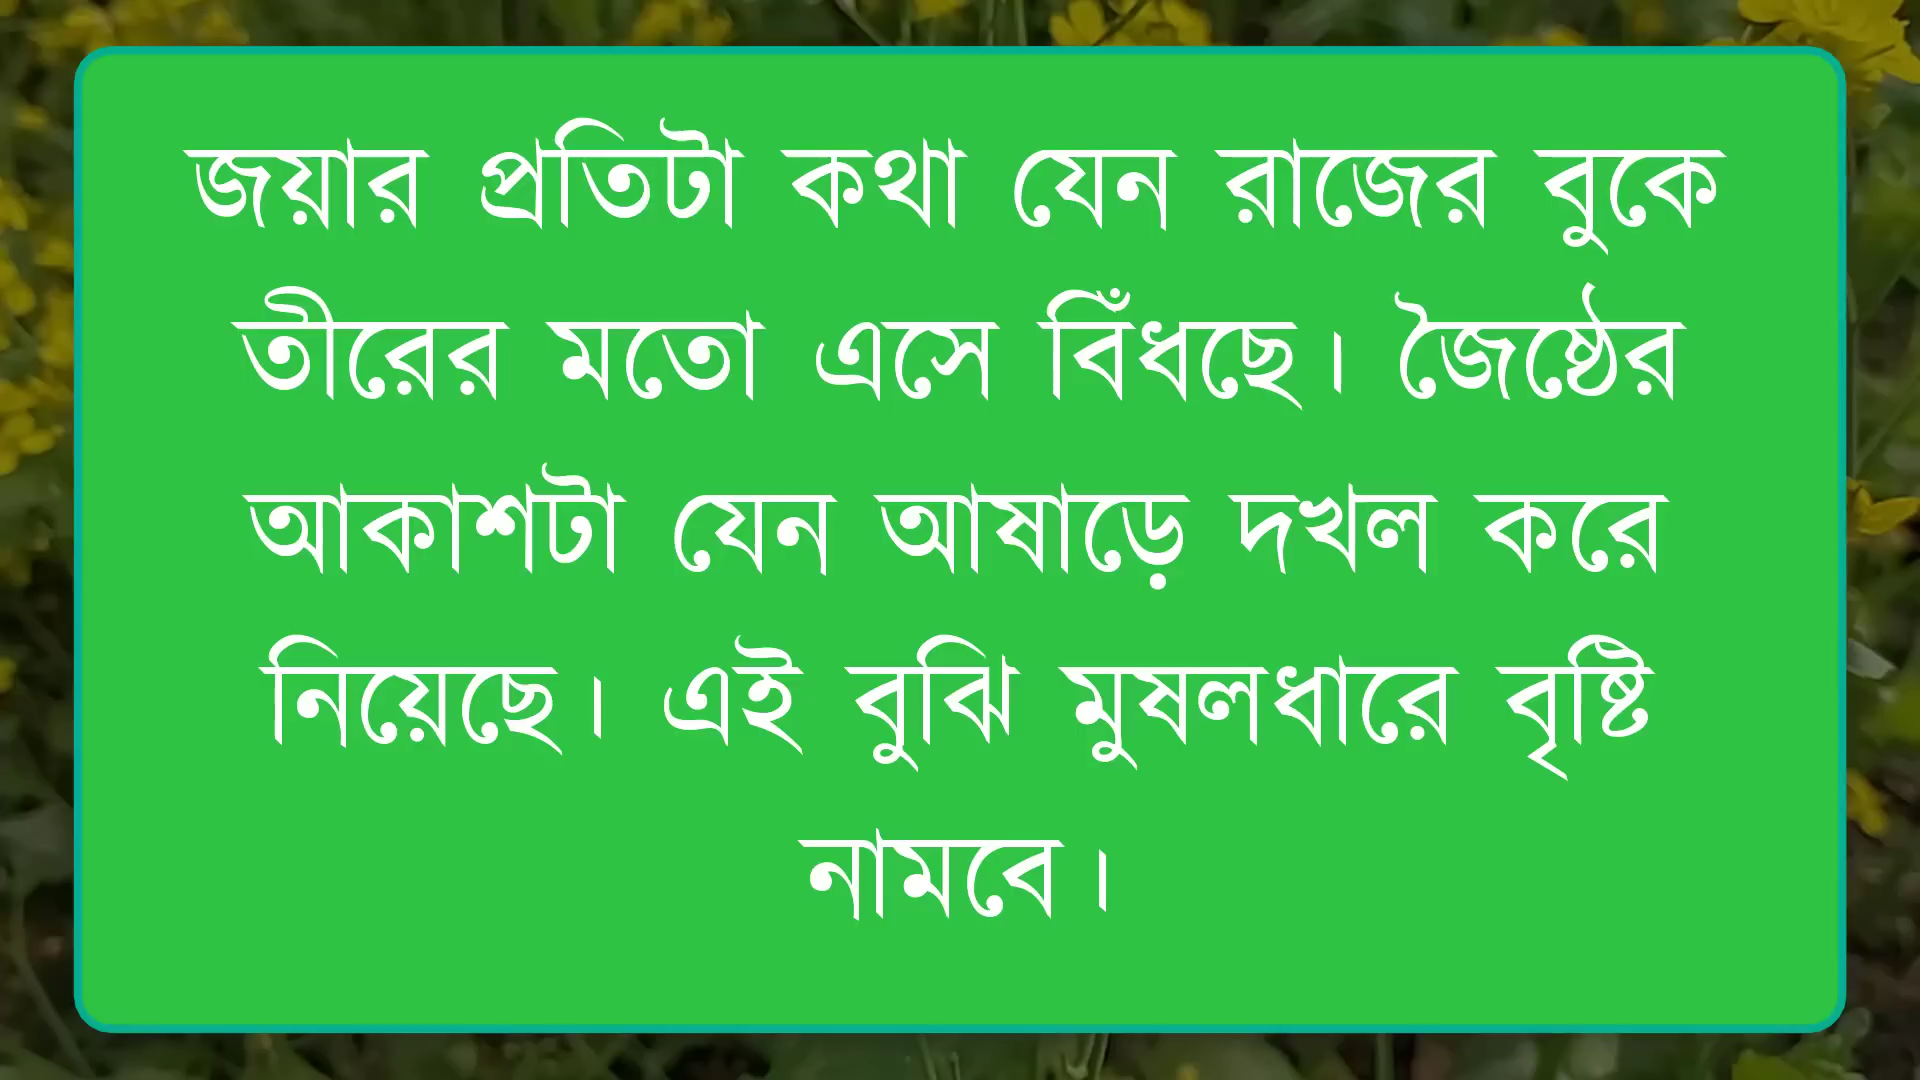 জয়ার প্রতিটা কথা যেন রাজের বুকে
তীরের মতো এসে বিঁধছে। জৈষ্ঠের
আকাশটা যেন আষাড়ে দখল করে
নিয়েছে। এই বুঝি মুষলধারে বৃষ্টি
নামবে।